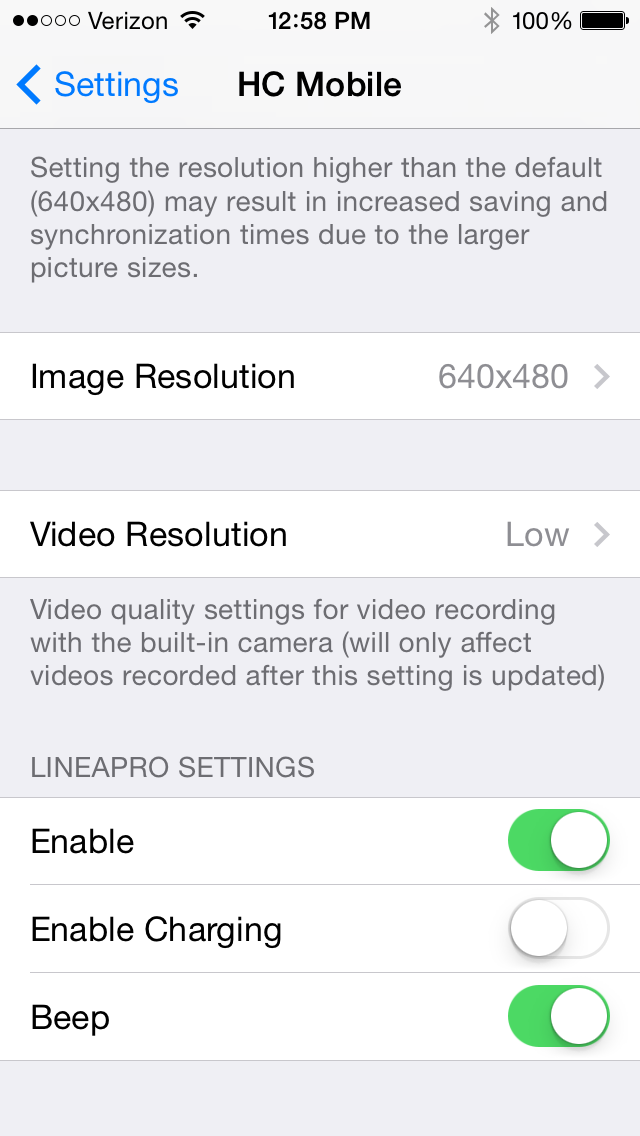 Verizon 12:58 PM 100%
Settings HC Mobile
Setting the resolution higher than the default
(640x480) may result in increased saving and
synchronization times due to the larger
picture sizes.
Image Resolution 640x480
Video Resolution Low
Video quality settings for video recording
with the built-in camera (will only affect
videos recorded after this setting is updated)
LINEAPRO SETTINGS
Enable
Enable Charging
Beep